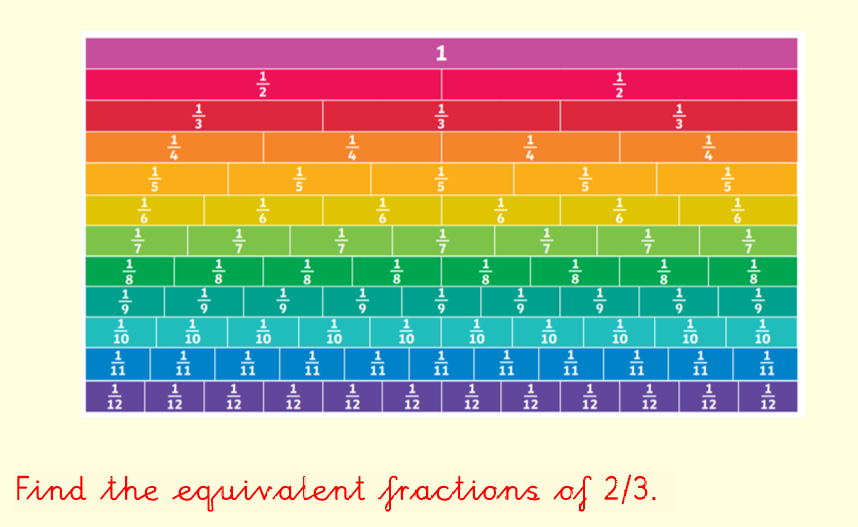 1
1/2 1/2
1/3 1/3 1/3
1/4 1/4 1/4 1/4
1/5 1/5 1/5 1/5 1/5
1/6 1/6 1/6 1/6 1/6 1/6
1/7 1/7 1/7 1/7 1/7 1/7 1/7
1/8 1/8 1/8 1/8 1/8 1/8 1/8 1/8
1/9 1/9 1/9 1/9 1/9 1/9 1/9 1/9 1/9
1/10 1/10 1/10 1/10 1/10 1/10 1/10 1/10 1/10 1/10
1/11 1/11 1/11 1/11 1/11 1/11 1/11 1/11 1/11 1/11 1/11
1/12 1/12 1/12 1/12 1/12 1/12 1/12 1/12 1/12 1/12 1/12 1/12
Find the equivalent fractions of 2/3.